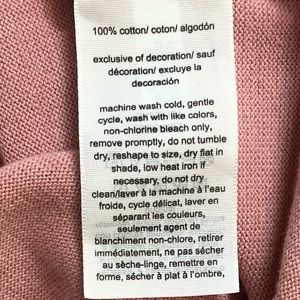 100% cotton/ coton/ algodón
exclusive of decoration/ sauf
décoration/ excluye la
decoración
machine wash cold, gentle
cycle, wash with like colors,
non-chlorine bleach only,
remove promptly, do not tumble
dry, reshape to size, dry flat in
shade, low heat iron if
necessary, do not dry
clean/laver à la machine à l'eau
froide, cycle délicat, laver en
séparant les couleurs,
seulement agent de
blanchiment non-chlore, retirer
immédiatement, ne pas sécher
au sèche-linge, remettre en
forme, sécher à plat à l'ombre,